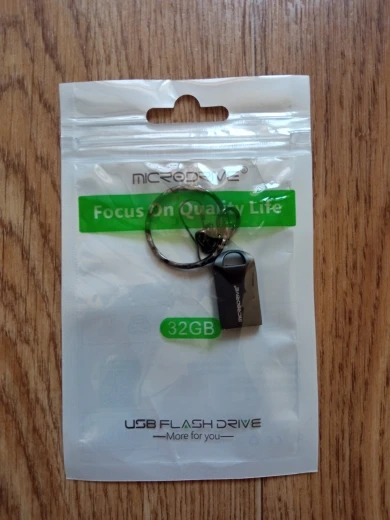 MICRODRIVE®
Focus On Quality Life
32GB
USB FLASH DRIVE
More for you